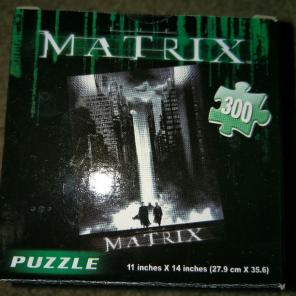 MATRIX
300
MATRIX
PUZZLE
11 inches X 14 inches (27.9 cm X 35.6)